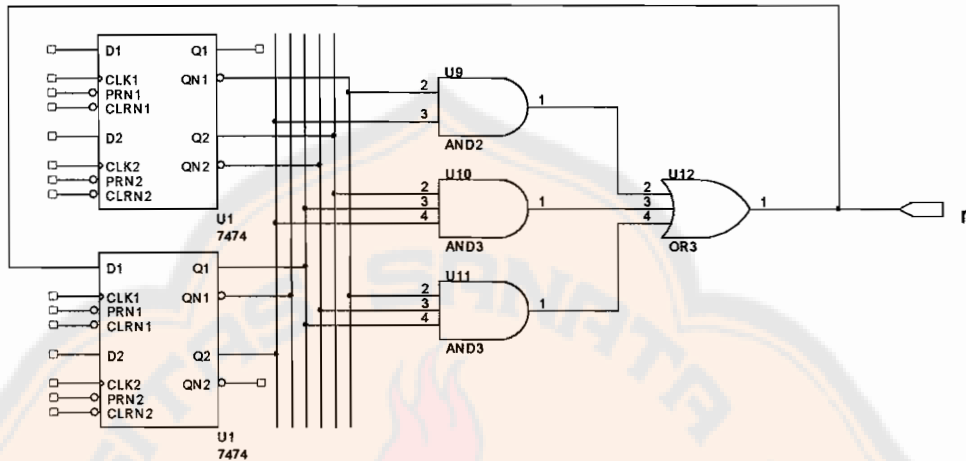 D1 Q1
CLK1 QN1
PRN1
CLRN1
D2 Q2
CLK2 QN2
PRN2
CLRN2
U1
7474
D1 Q1
CLK1 QN1
PRN1
CLRN1
D2 Q2
CLK2 QN2
PRN2
CLRN2
U1
7474
U9
2
3
1
AND2
U10
2
3
4
1
AND3
U11
2
3
4
1
AND3
U12
2
3
4
1
OR3
SANATA